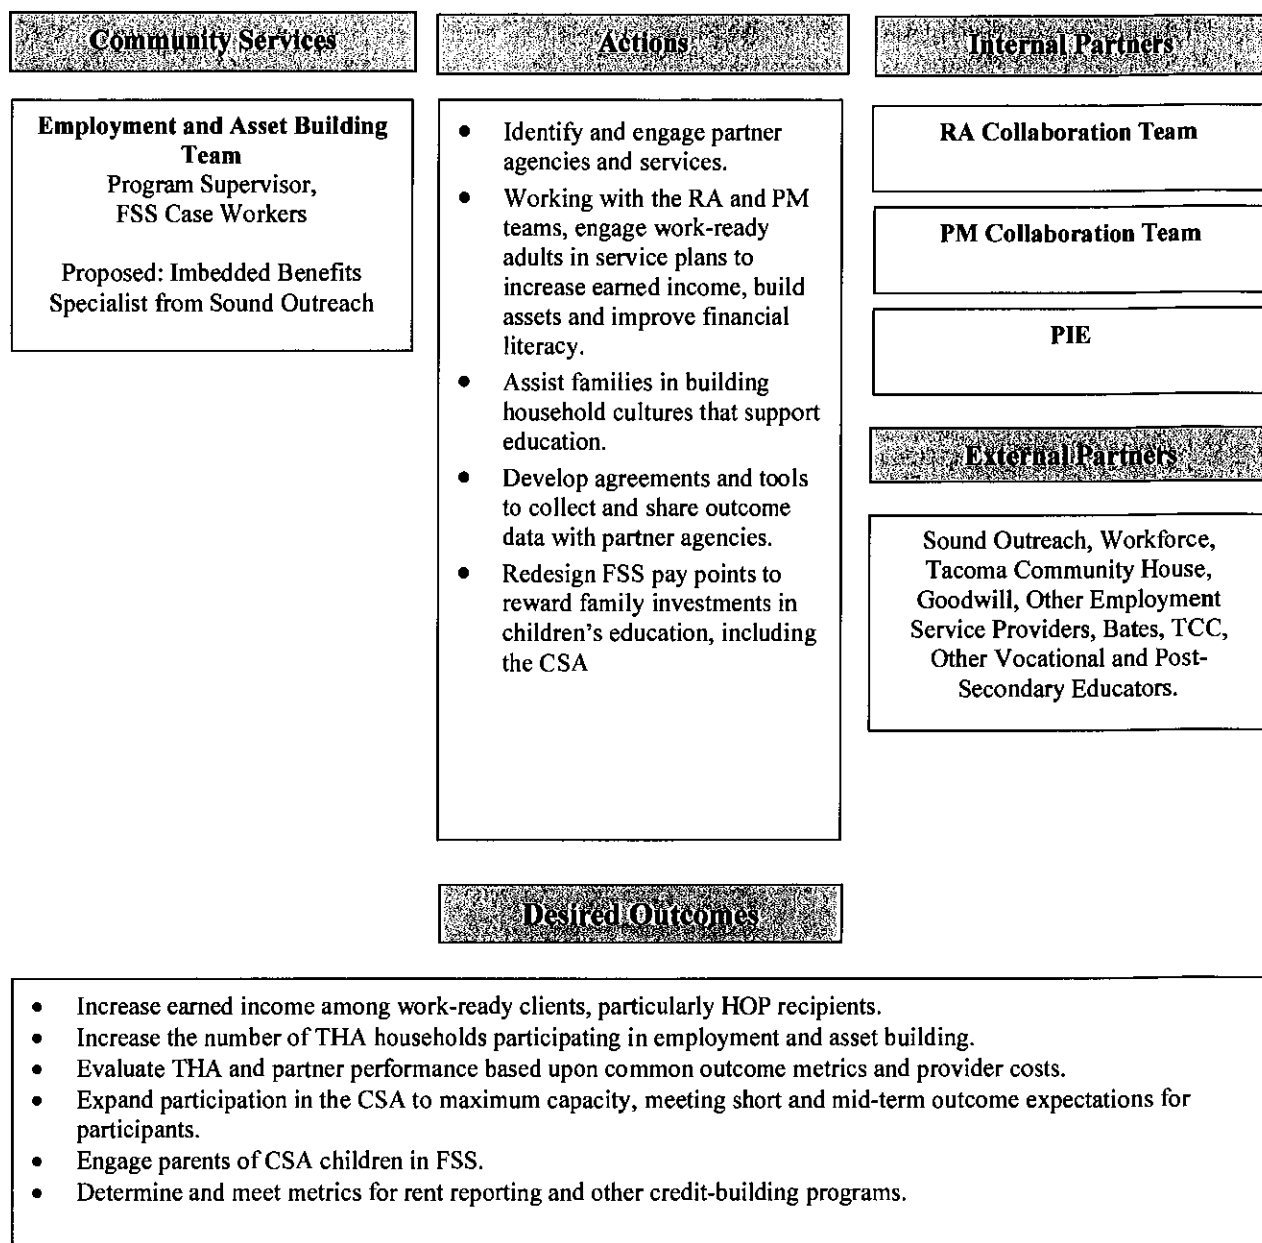 Community Services
Employment and Asset Building
Team
Program Supervisor,
FSS Case Workers
Proposed: Imbedded Benefits
Specialist from Sound Outreach
Actions
• Identify and engage partner
agencies and services.
• Working with the RA and PM
teams, engage work-ready
adults in service plans to
increase earned income, build
assets and improve financial
literacy.
• Assist families in building
household cultures that support
education.
• Develop agreements and tools
to collect and share outcome
data with partner agencies.
• Redesign FSS pay points to
reward family investments in
children's education, including
the CSA
Internal Partners
RA Collaboration Team
PM Collaboration Team
PIE
External Partners
Sound Outreach, Workforce,
Tacoma Community House,
Goodwill, Other Employment
Service Providers, Bates, TCC,
Other Vocational and Post-
Secondary Educators.
Desired Outcomes
• Increase earned income among work-ready clients, particularly HOP recipients.
• Increase the number of THA households participating in employment and asset building.
• Evaluate THA and partner performance based upon common outcome metrics and provider costs.
• Expand participation in the CSA to maximum capacity, meeting short and mid-term outcome expectations for
participants.
• Engage parents of CSA children in FSS.
• Determine and meet metrics for rent reporting and other credit-building programs.